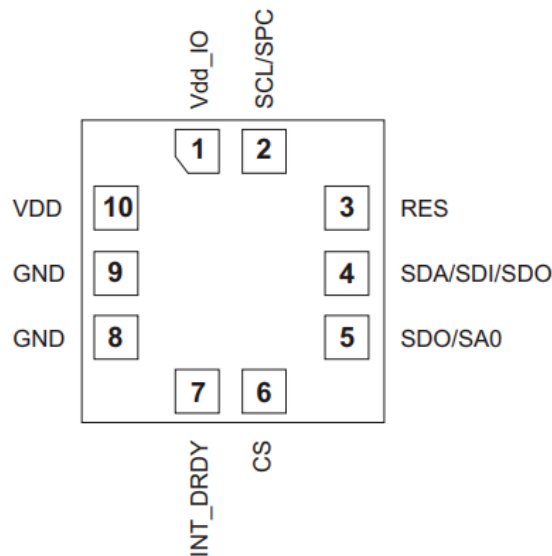 Vdd_IO
SCL/SPC
1
2
VDD
10
3
RES
GND
9
4
SDA/SDI/SDO
GND
8
5
SDO/SA0
7
6
INT_DRDY
CS